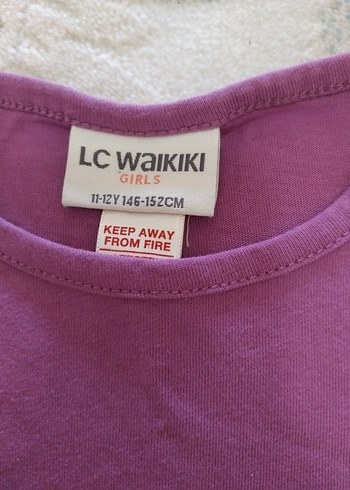 LC WAIKIKI
GIRLS
11-12Y 146-152CM
KEEP AWAY
FROM FIRE